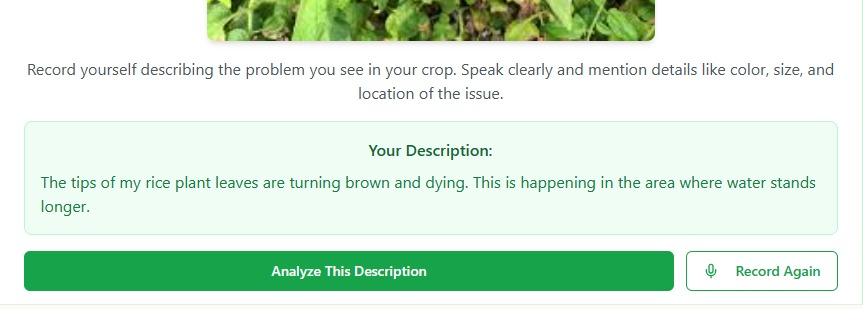 Record yourself describing the problem you see in your crop. Speak clearly and mention details like color, size, and
location of the issue.
Your Description:
The tips of my rice plant leaves are turning brown and dying. This is happening in the area where water stands
longer.
Analyze This Description
Record Again